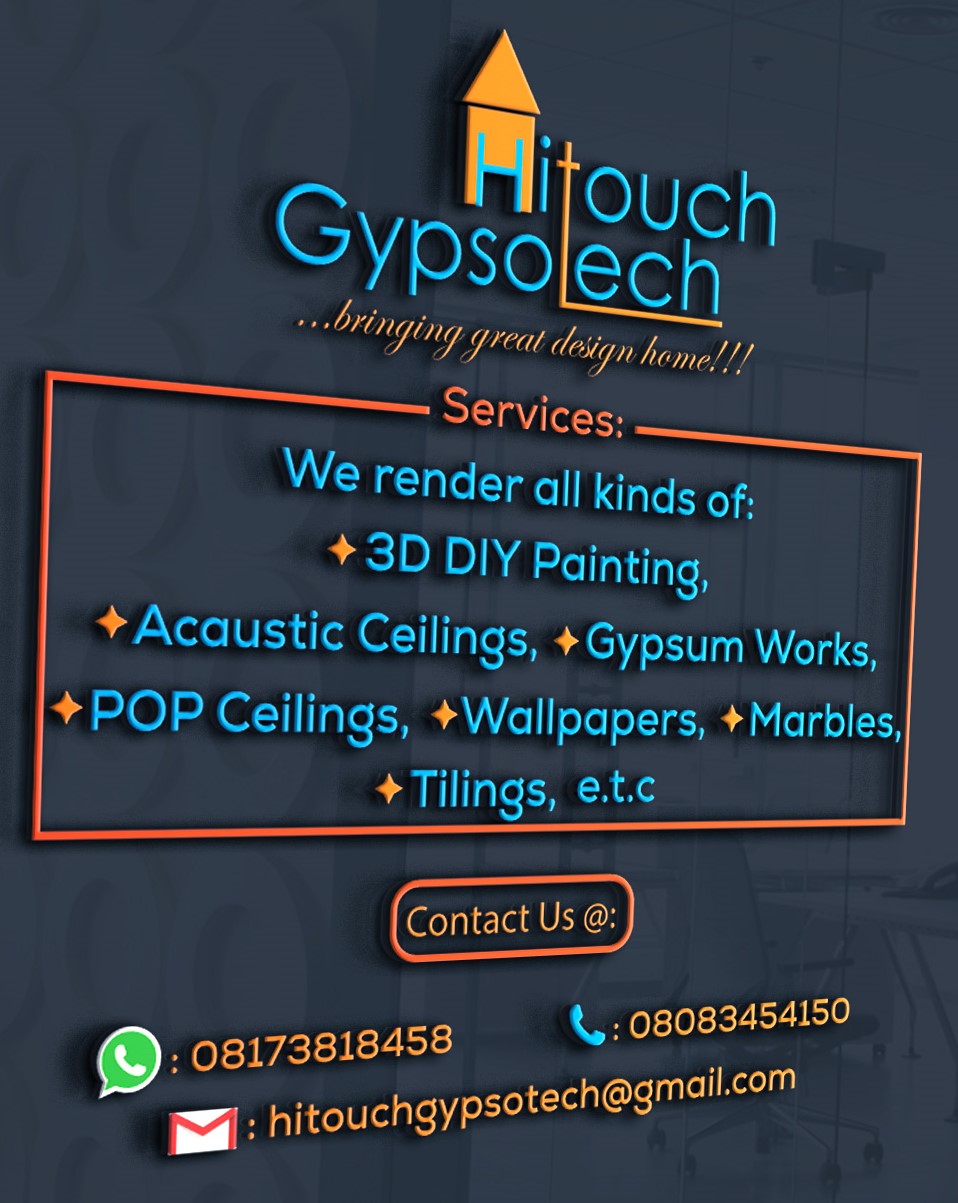 Hitouch
Gypsotech
...bringing great design home!!!
Services:
We render all kinds of:
3D DIY Painting,
Acaustic Ceilings, Gypsum Works,
POP Ceilings, Wallpapers, Marbles,
Tilings, e.t.c
Contact Us @:
: 08173818458 : 08083454150
: hitouchgypsotech@gmail.com